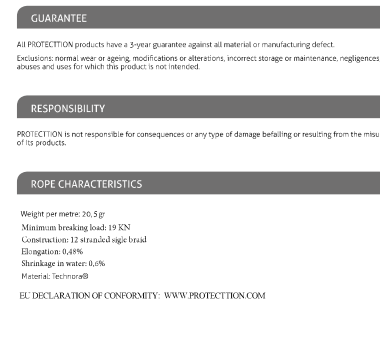 GUARANTEE
All PROTECTTION products have a 3-year guarantee against all material or manufacturing defect.
Exclusions: normal wear or ageing, modifications or alterations, incorrect storage or maintenance, negligences
abuses and uses for which this product is not intended.
RESPONSIBILITY
PROTECTTION is not responsible for consequences or any type of damage befalling or resulting from the misu
of its products.
ROPE CHARACTERISTICS
Weight per metre: 20,5 gr
Minimum breaking load: 19 KN
Construction: 12 stranded sigle braid
Elongation: 0,48%
Shrinkage in water: 0,6%
Material: Technora®
EU DECLARATION OF CONFORMITY: WWW.PROTECTTION.COM